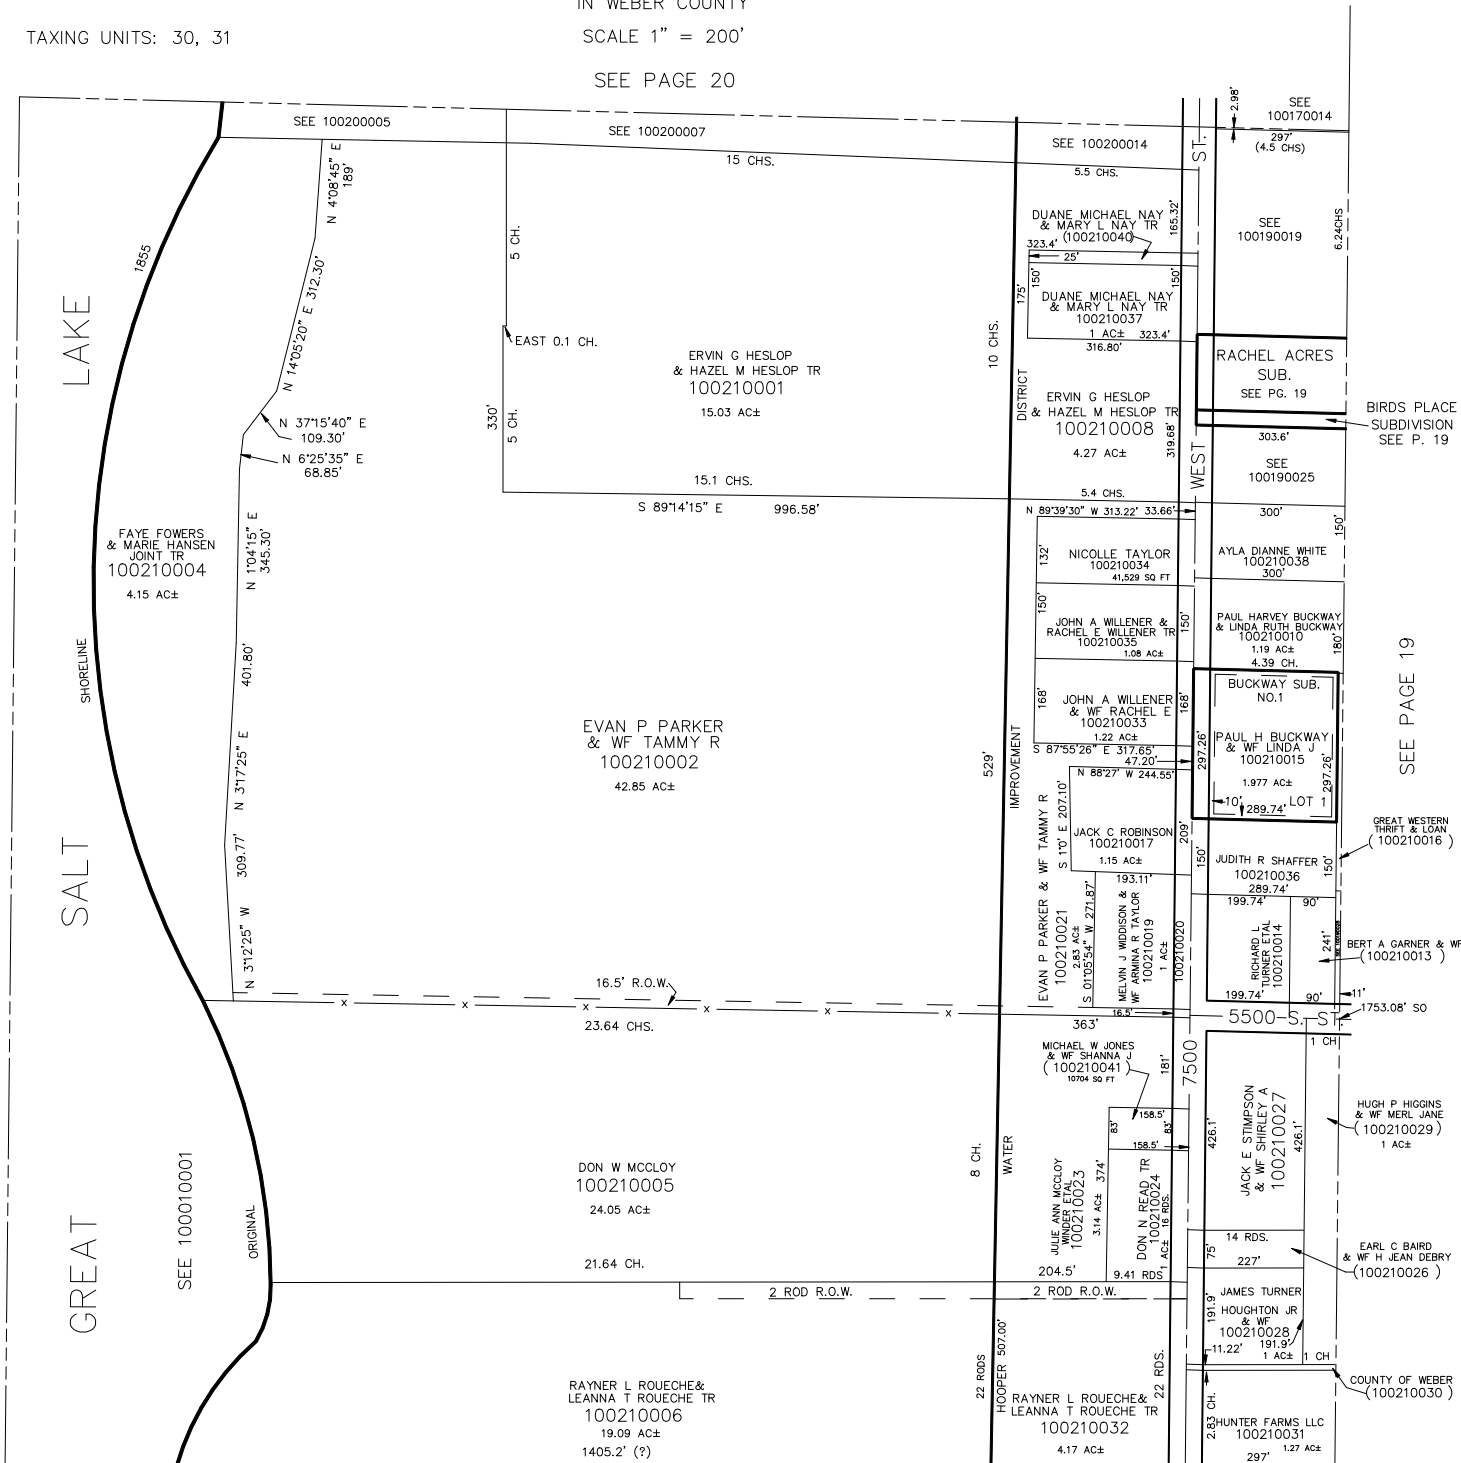 IN WEBER COUNTY
TAXING UNITS: 30, 31
SCALE 1" = 200'
SEE PAGE 20
SEE 100200005
SEE 100200007
SEE 100200014
15 CHS.
5.5 CHS.
2.98'
SEE
100170014
297'
(4.5 CHS)
ST.
N 4°08'45" E
189'
1855
N 14°05'20" E 312.30'
5 CH.
EAST 0.1 CH.
330'
5 CH.
N 37°15'40" E
109.30'
N 6°25'35" E
68.85'
LAKE
ERVIN G HESLOP
& HAZEL M HESLOP TR
100210001
15.03 AC±
10 CHS.
DISTRICT
DUANE MICHAEL NAY
& MARY L NAY TR
(100210040)
165.32'
323.4'
25'
150'
150'
175'
DUANE MICHAEL NAY
& MARY L NAY TR
100210037
1 AC± 323.4'
316.80'
SEE
100190019
6.24CHS
RACHEL ACRES
SUB.
SEE PG. 19
BIRDS PLACE
SUBDIVISION
SEE P. 19
303.6'
SEE
100190025
ERVIN G HESLOP
& HAZEL M HESLOP TR
100210008
4.27 AC±
319.68'
WEST
15.1 CHS.
5.4 CHS.
S 89°14'15" E 996.58'
N 89°39'30" W 313.22' 33.66'
300'
150'
FAYE FOWERS
& MARIE HANSEN
JOINT TR
100210004
4.15 AC±
N 1°04'15" E
345.30'
132'
NICOLLE TAYLOR
100210034
41,529 SQ FT
AYLA DIANNE WHITE
100210038
300'
150'
JOHN A WILLENER &
RACHEL E WILLENER TR
100210035
1.08 AC±
150'
PAUL HARVEY BUCKWAY
& LINDA RUTH BUCKWAY
100210010
1.19 AC±
4.39 CH.
180'
SHORELINE
401.80'
168'
JOHN A WILLENER
& WF RACHEL E
100210033
1.22 AC±
168'
S 87°55'26" E 317.65'
47.20'
N 88°27' W 244.55'
BUCKWAY SUB.
NO.1
PAUL H BUCKWAY
& WF LINDA J
100210015
1.977 AC±
297.26'
297.26'
10'
LOT 1
289.74'
SEE PAGE 19
EVAN P PARKER
& WF TAMMY R
100210002
42.85 AC±
N 3°17'25" E
529'
IMPROVEMENT
S 1°0' E 207.10'
JACK C ROBINSON
100210017
1.15 AC±
209'
193.11'
GREAT WESTERN
THRIFT & LOAN
(100210016)
150'
JUDITH R SHAFFER
100210036
289.74'
150'
SALT
309.77'
N 3°12'25" W
EVAN P PARKER & WF TAMMY R
100210021
2.83 AC±
S 01°05'54" W 271.87'
MELVIN J WIDDISON &
WF ARMINA R TAYLOR
100210019
1 AC±
100210020
199.74'
90'
RICHARD L
TURNER ETAL
100210014
241'
BERT A GARNER & WF
(100210013)
199.74'
90'
11'
1753.08' SO
16.5' R.O.W.
x x x x x x
23.64 CHS.
16.5'
363'
5500 S. ST.
1 CH
7500
MICHAEL W JONES
& WF SHANNA J
(100210041)
10704 SQ FT
181'
158.5'
83'
83'
158.5'
426.1'
JACK E STIMPSON
& WF SHIRLEY A
100210027
426.1'
HUGH P HIGGINS
& WF MERL JANE
(100210029)
1 AC±
8 CH.
WATER
DON W MCCLOY
100210005
24.05 AC±
21.64 CH.
JULIE ANN MCCLOY
WINDER ETAL
100210023
3.14 AC± 374'
DON N READ TR
100210024
1 AC± 16 RDS.
204.5'
9.41 RDS
SEE 100010001
ORIGINAL
GREAT
14 RDS.
75'
227'
EARL C BAIRD
& WF H JEAN DEBRY
(100210026)
2 ROD R.O.W.
2 ROD R.O.W.
JAMES TURNER
HOUGHTON JR
& WF
100210028
191.9'
191.9'
11.22'
1 AC±
1 CH
COUNTY OF WEBER
(100210030)
22 RODS
HOOPER 507.00'
22 RDS.
RAYNER L ROUECHE&
LEANNA T ROUECHE TR
100210006
19.09 AC±
1405.2' (?)
RAYNER L ROUECHE&
LEANNA T ROUECHE TR
100210032
4.17 AC±
2.83 CH.
HUNTER FARMS LLC
100210031
1.27 AC±
297'